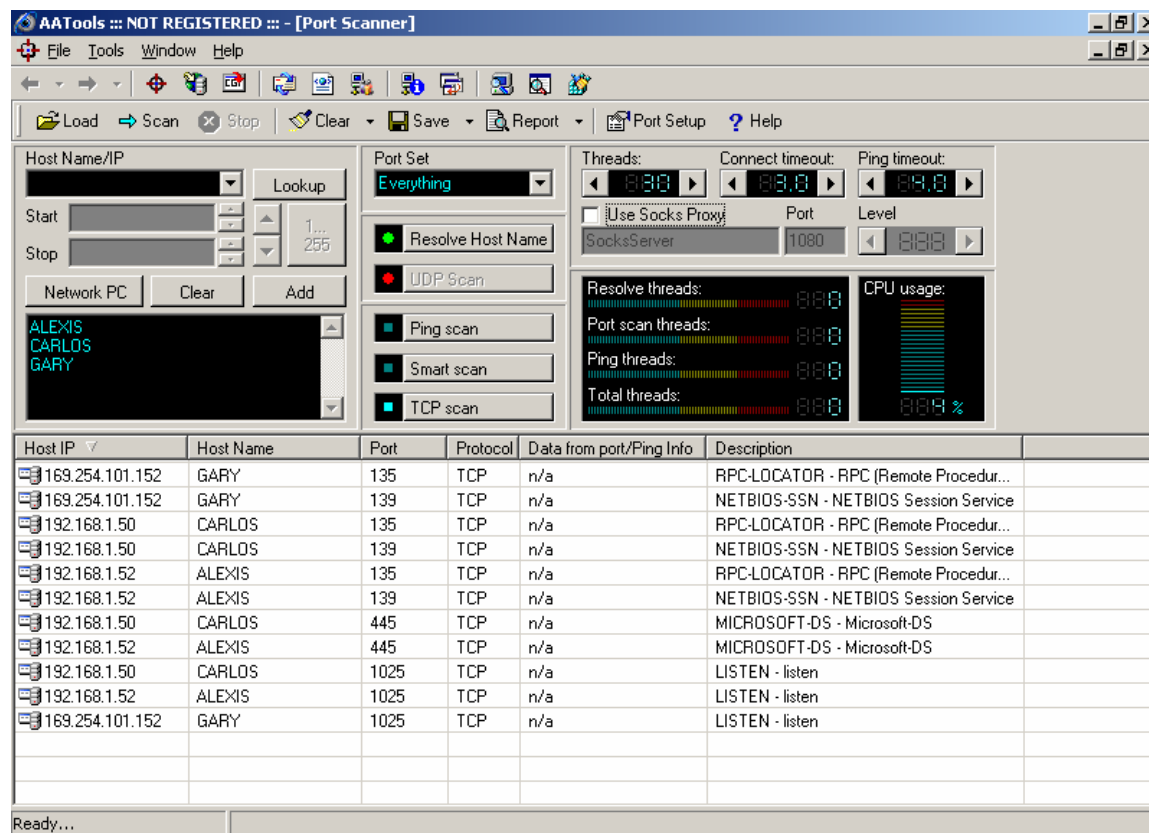 AATools ::: NOT REGISTERED ::: - [Port Scanner]
File Tools Window Help
Load Scan Stop Clear Save Report Port Setup ? Help
Host Name/IP
Lookup
Start
Stop
1...
255
Network PC Clear Add
ALEXIS
CARLOS
GARY
Port Set
Everything
Resolve Host Name
UDP Scan
Ping scan
Smart scan
TCP scan
Threads: Connect timeout: Ping timeout:
30 3.0 4.0
Use Socks Proxy Port Level
SocksServer 1080
Resolve threads: 0
Port scan threads: 0
Ping threads: 0
Total threads: 0
CPU usage:
4 %
Host IP Host Name Port Protocol Data from port/Ping Info Description
169.254.101.152 GARY 135 TCP n/a RPC-LOCATOR - RPC (Remote Procedur...
169.254.101.152 GARY 139 TCP n/a NETBIOS-SSN - NETBIOS Session Service
192.168.1.50 CARLOS 135 TCP n/a RPC-LOCATOR - RPC (Remote Procedur...
192.168.1.50 CARLOS 139 TCP n/a NETBIOS-SSN - NETBIOS Session Service
192.168.1.52 ALEXIS 135 TCP n/a RPC-LOCATOR - RPC (Remote Procedur...
192.168.1.52 ALEXIS 139 TCP n/a NETBIOS-SSN - NETBIOS Session Service
192.168.1.50 CARLOS 445 TCP n/a MICROSOFT-DS - Microsoft-DS
192.168.1.52 ALEXIS 445 TCP n/a MICROSOFT-DS - Microsoft-DS
192.168.1.50 CARLOS 1025 TCP n/a LISTEN - listen
192.168.1.52 ALEXIS 1025 TCP n/a LISTEN - listen
169.254.101.152 GARY 1025 TCP n/a LISTEN - listen
Ready...